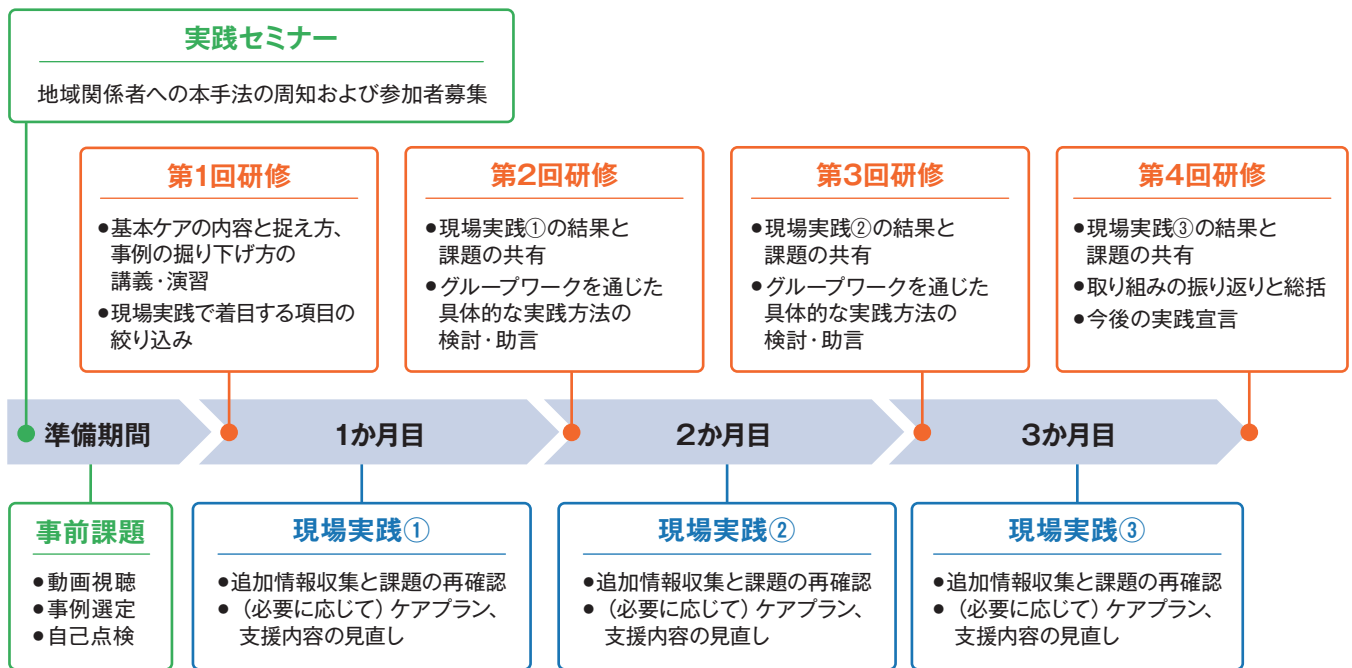 実践セミナー
地域関係者への本手法の周知および参加者募集
第1回研修
●基本ケアの内容と捉え方、
事例の掘り下げ方の
講義・演習
●現場実践で着目する項目の
絞り込み
第2回研修
●現場実践①の結果と
課題の共有
●グループワークを通じた
具体的な実践方法の
検討・助言
第3回研修
●現場実践②の結果と
課題の共有
●グループワークを通じた
具体的な実践方法の
検討・助言
第4回研修
●現場実践③の結果と
課題の共有
●取り組みの振り返りと総括
●今後の実践宣言
準備期間
1か月目
2か月目
3か月目
事前課題
●動画視聴
●事例選定
●自己点検
現場実践①
●追加情報収集と課題の再確認
●（必要に応じて）ケアプラン、
支援内容の見直し
現場実践②
●追加情報収集と課題の再確認
●（必要に応じて）ケアプラン、
支援内容の見直し
現場実践③
●追加情報収集と課題の再確認
●（必要に応じて）ケアプラン、
支援内容の見直し